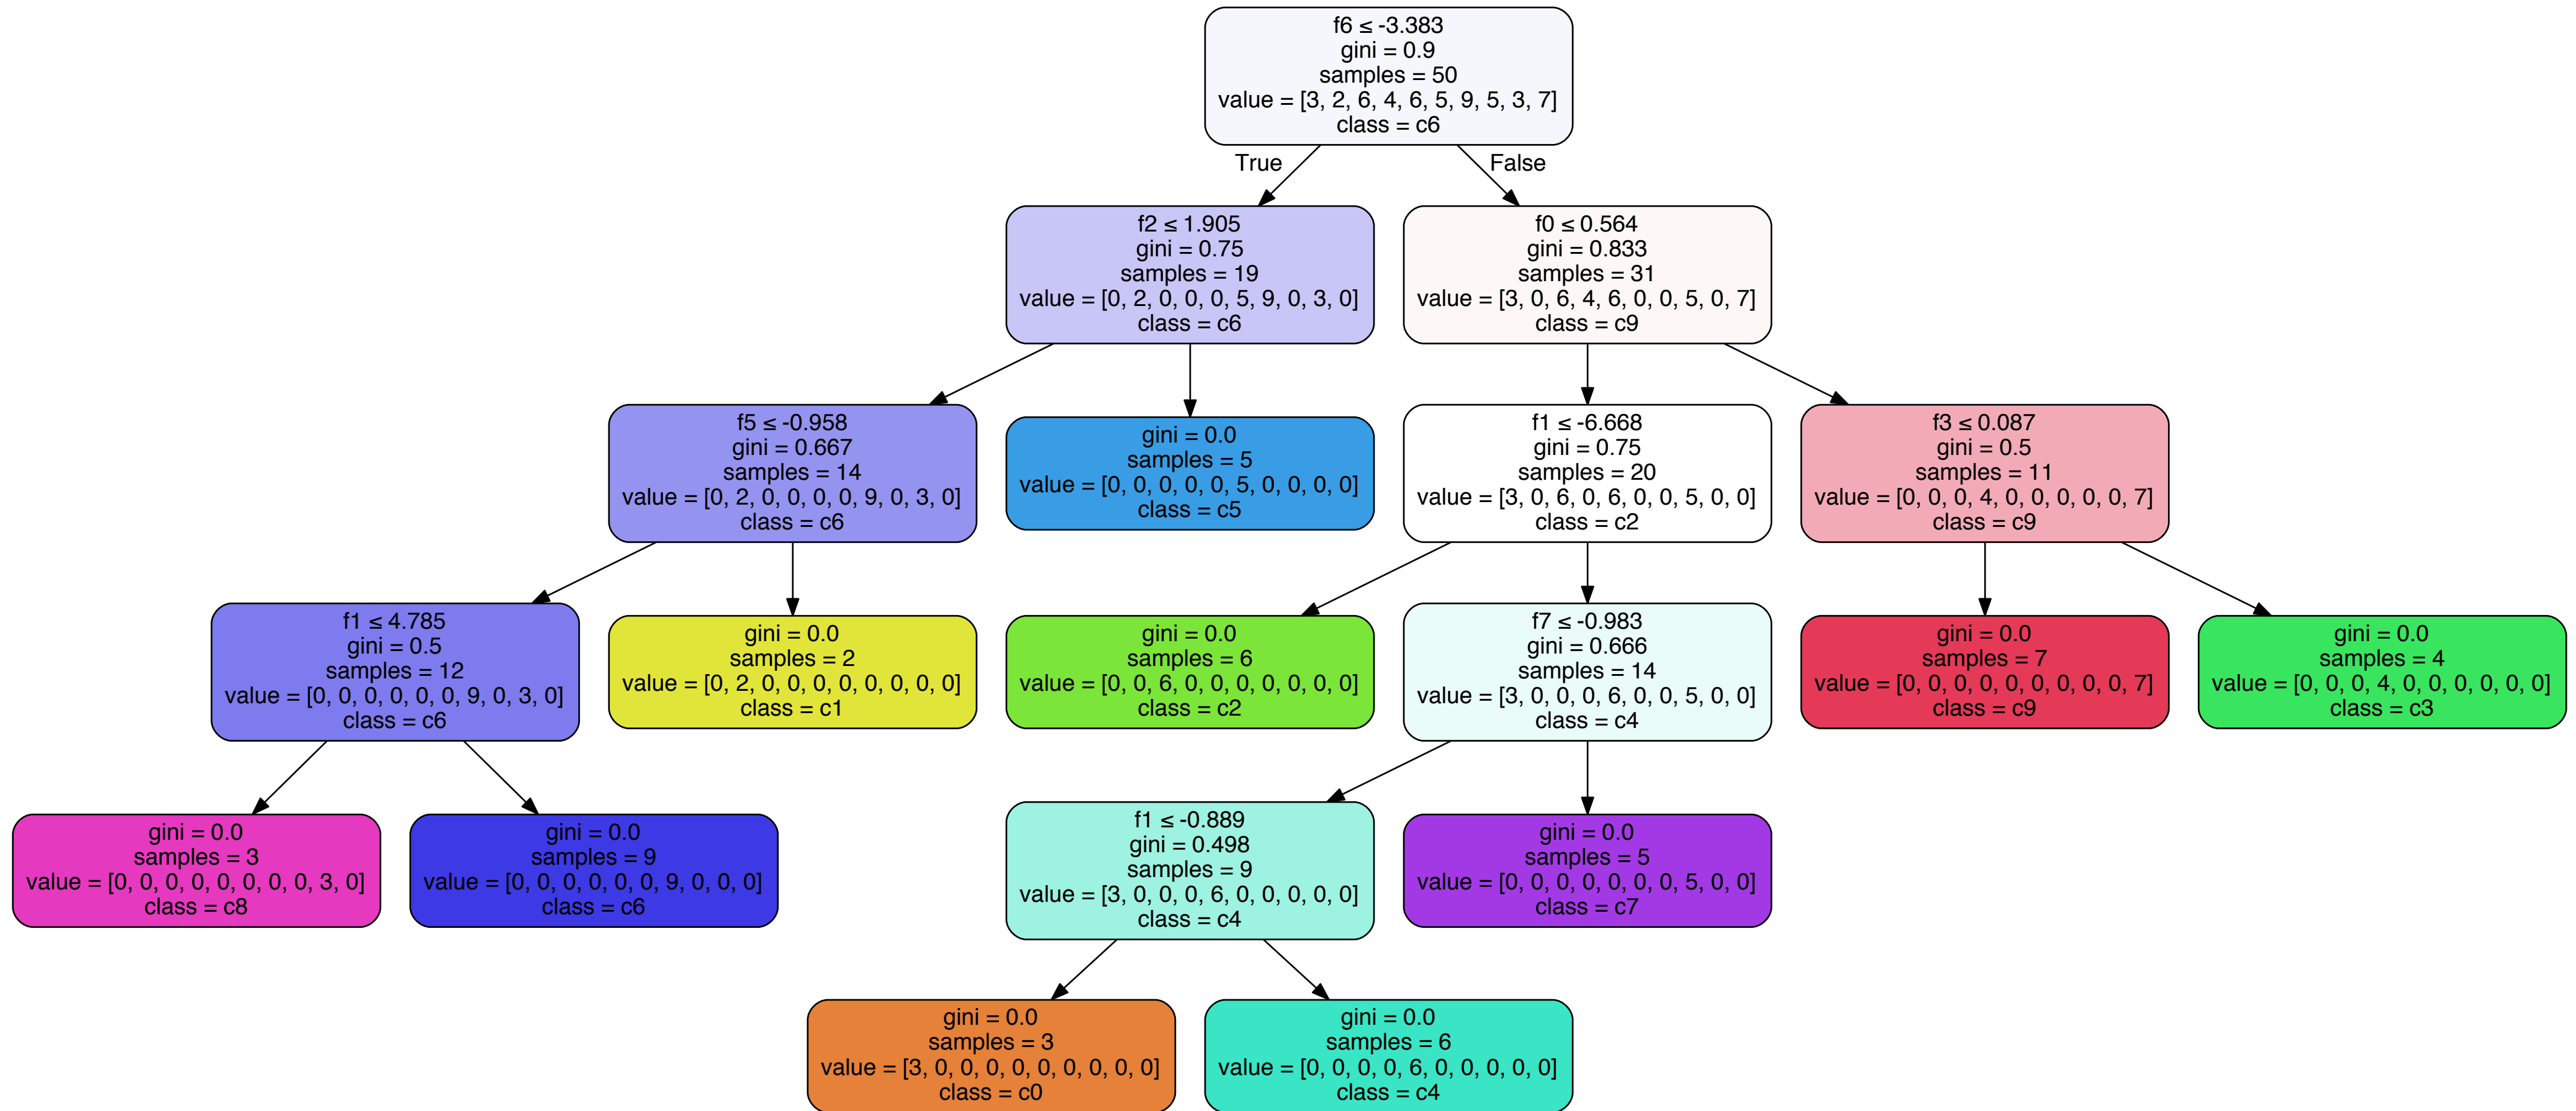 f6 ≤ -3.383
gini = 0.9
samples = 50
value = [3, 2, 6, 4, 6, 5, 9, 5, 3, 7]
class = c6
True
False
f2 ≤ 1.905
gini = 0.75
samples = 19
value = [0, 2, 0, 0, 0, 5, 9, 0, 3, 0]
class = c6
f0 ≤ 0.564
gini = 0.833
samples = 31
value = [3, 0, 6, 4, 6, 0, 0, 5, 0, 7]
class = c9
f5 ≤ -0.958
gini = 0.667
samples = 14
value = [0, 2, 0, 0, 0, 0, 9, 0, 3, 0]
class = c6
gini = 0.0
samples = 5
value = [0, 0, 0, 0, 0, 5, 0, 0, 0, 0]
class = c5
f1 ≤ -6.668
gini = 0.75
samples = 20
value = [3, 0, 6, 0, 6, 0, 0, 5, 0, 0]
class = c2
f3 ≤ 0.087
gini = 0.5
samples = 11
value = [0, 0, 0, 4, 0, 0, 0, 0, 0, 7]
class = c9
f1 ≤ 4.785
gini = 0.5
samples = 12
value = [0, 0, 0, 0, 0, 0, 9, 0, 3, 0]
class = c6
gini = 0.0
samples = 2
value = [0, 2, 0, 0, 0, 0, 0, 0, 0, 0]
class = c1
gini = 0.0
samples = 6
value = [0, 0, 6, 0, 0, 0, 0, 0, 0, 0]
class = c2
f7 ≤ -0.983
gini = 0.666
samples = 14
value = [3, 0, 0, 0, 6, 0, 0, 5, 0, 0]
class = c4
gini = 0.0
samples = 7
value = [0, 0, 0, 0, 0, 0, 0, 0, 0, 7]
class = c9
gini = 0.0
samples = 4
value = [0, 0, 0, 4, 0, 0, 0, 0, 0, 0]
class = c3
gini = 0.0
samples = 3
value = [0, 0, 0, 0, 0, 0, 0, 0, 3, 0]
class = c8
gini = 0.0
samples = 9
value = [0, 0, 0, 0, 0, 0, 9, 0, 0, 0]
class = c6
f1 ≤ -0.889
gini = 0.498
samples = 9
value = [3, 0, 0, 0, 6, 0, 0, 0, 0, 0]
class = c4
gini = 0.0
samples = 5
value = [0, 0, 0, 0, 0, 0, 0, 5, 0, 0]
class = c7
gini = 0.0
samples = 3
value = [3, 0, 0, 0, 0, 0, 0, 0, 0, 0]
class = c0
gini = 0.0
samples = 6
value = [0, 0, 0, 0, 6, 0, 0, 0, 0, 0]
class = c4